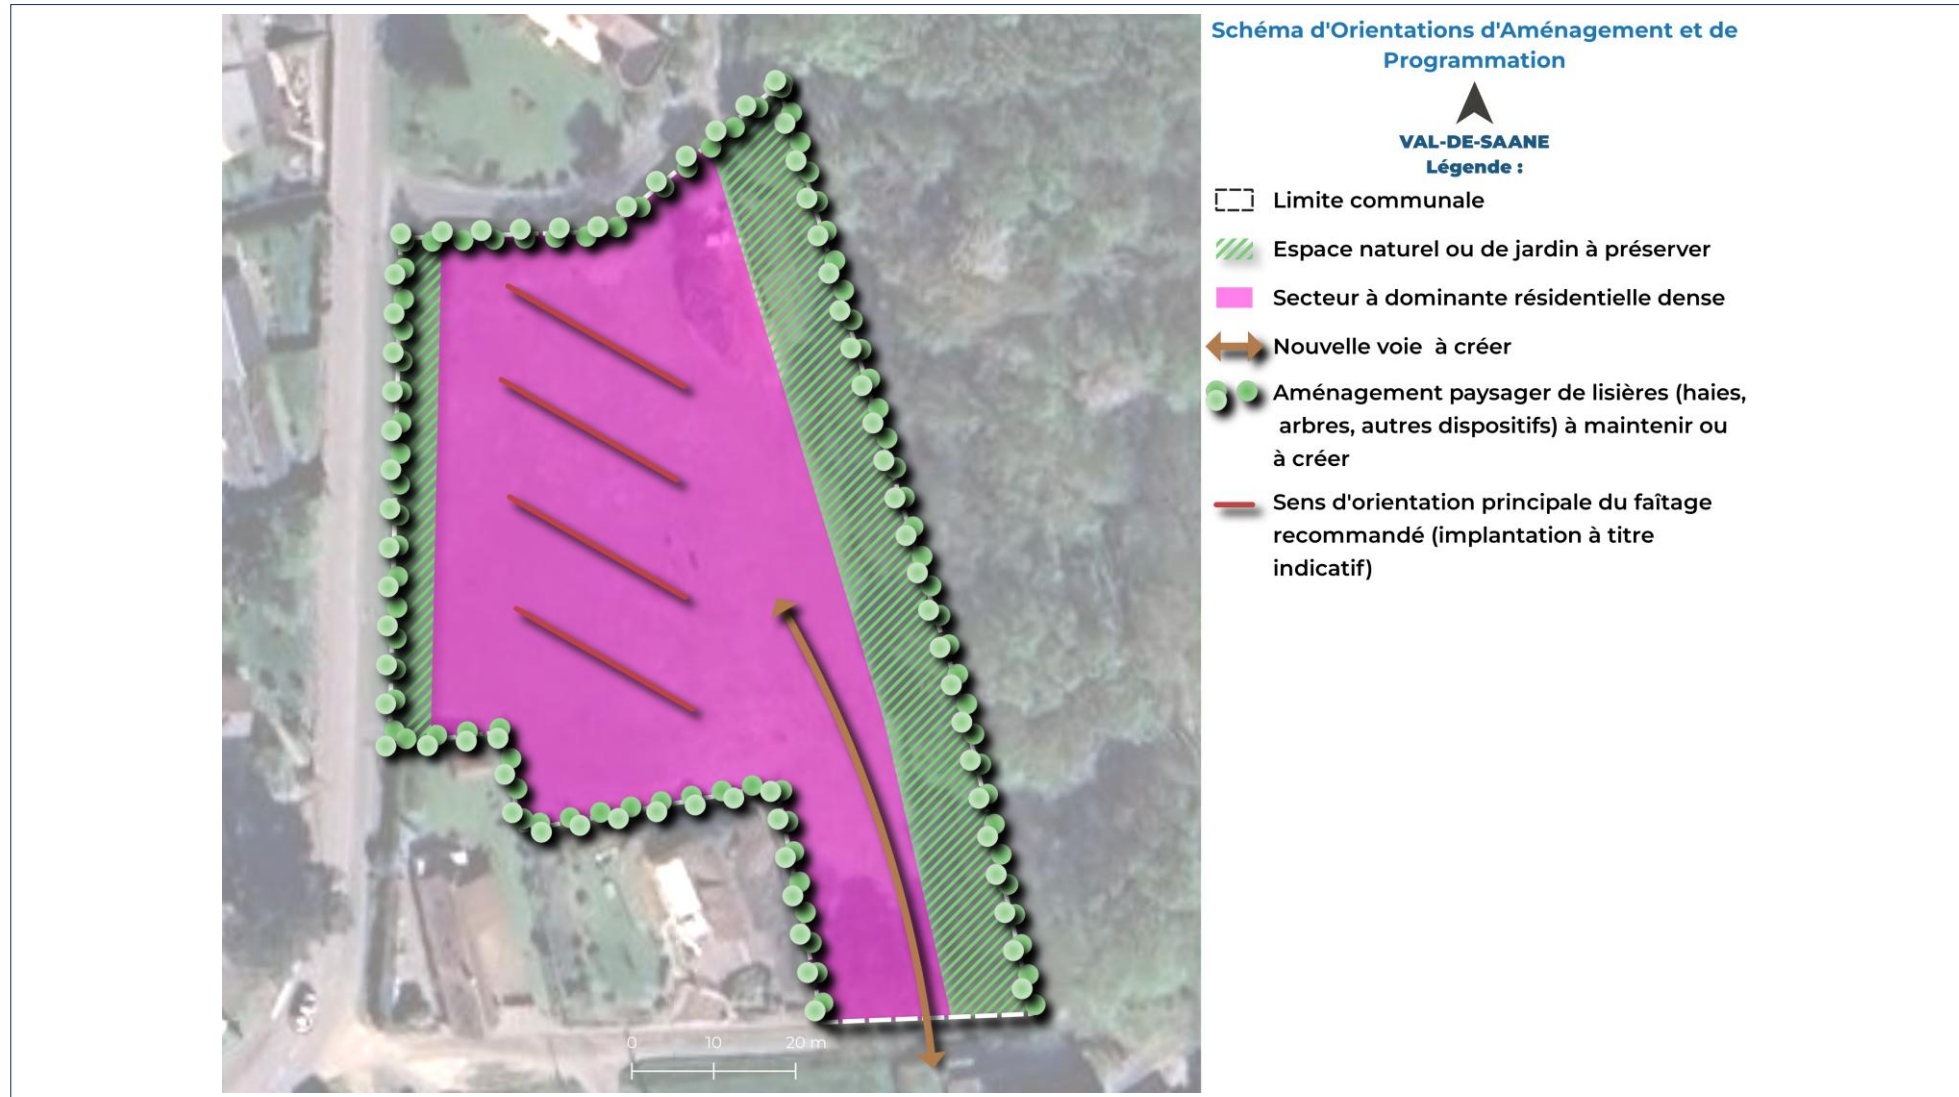 Schéma d'Orientations d'Aménagement et de
Programmation
VAL-DE-SAANE
Légende :
Limite communale
Espace naturel ou de jardin à préserver
Secteur à dominante résidentielle dense
Nouvelle voie à créer
Aménagement paysager de lisières (haies,
arbres, autres dispositifs) à maintenir ou
à créer
Sens d'orientation principale du faîtage
recommandé (implantation à titre
indicatif)
0 10 20 m